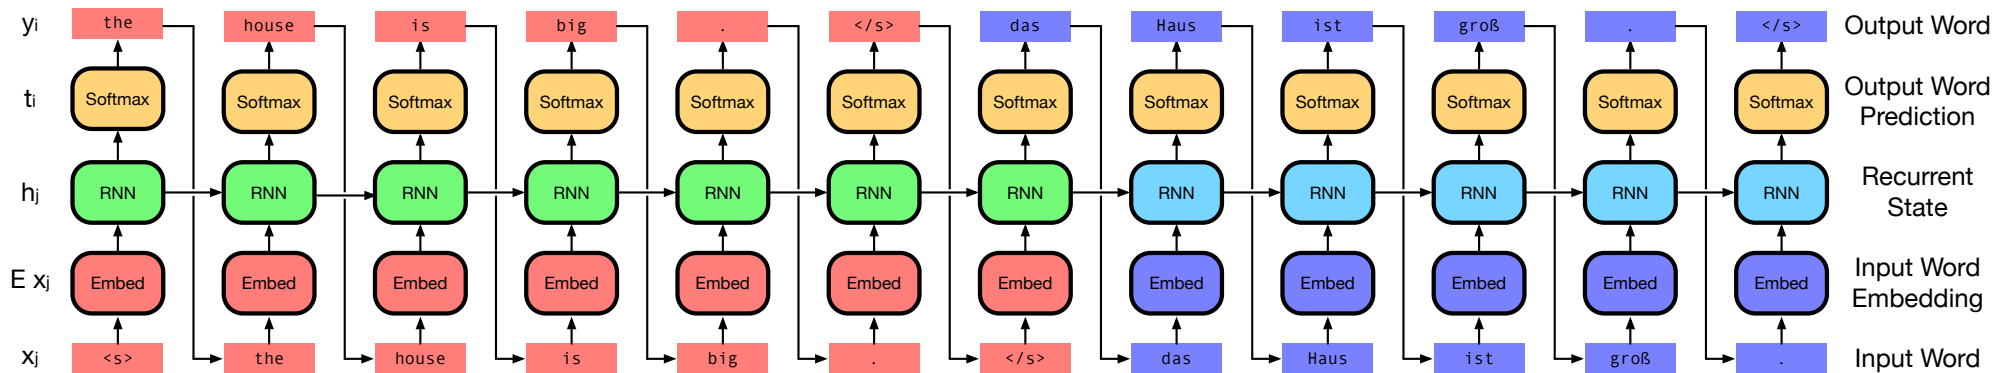 yi the house is big . </s> das Haus ist groß . </s> Output Word
ti Softmax Softmax Softmax Softmax Softmax Softmax Softmax Softmax Softmax Softmax Softmax Softmax Output Word
Prediction
hj RNN RNN RNN RNN RNN RNN RNN RNN RNN RNN RNN RNN Recurrent
State
E xj Embed Embed Embed Embed Embed Embed Embed Embed Embed Embed Embed Embed Input Word
Embedding
xj <s> the house is big . </s> das Haus ist groß . Input Word